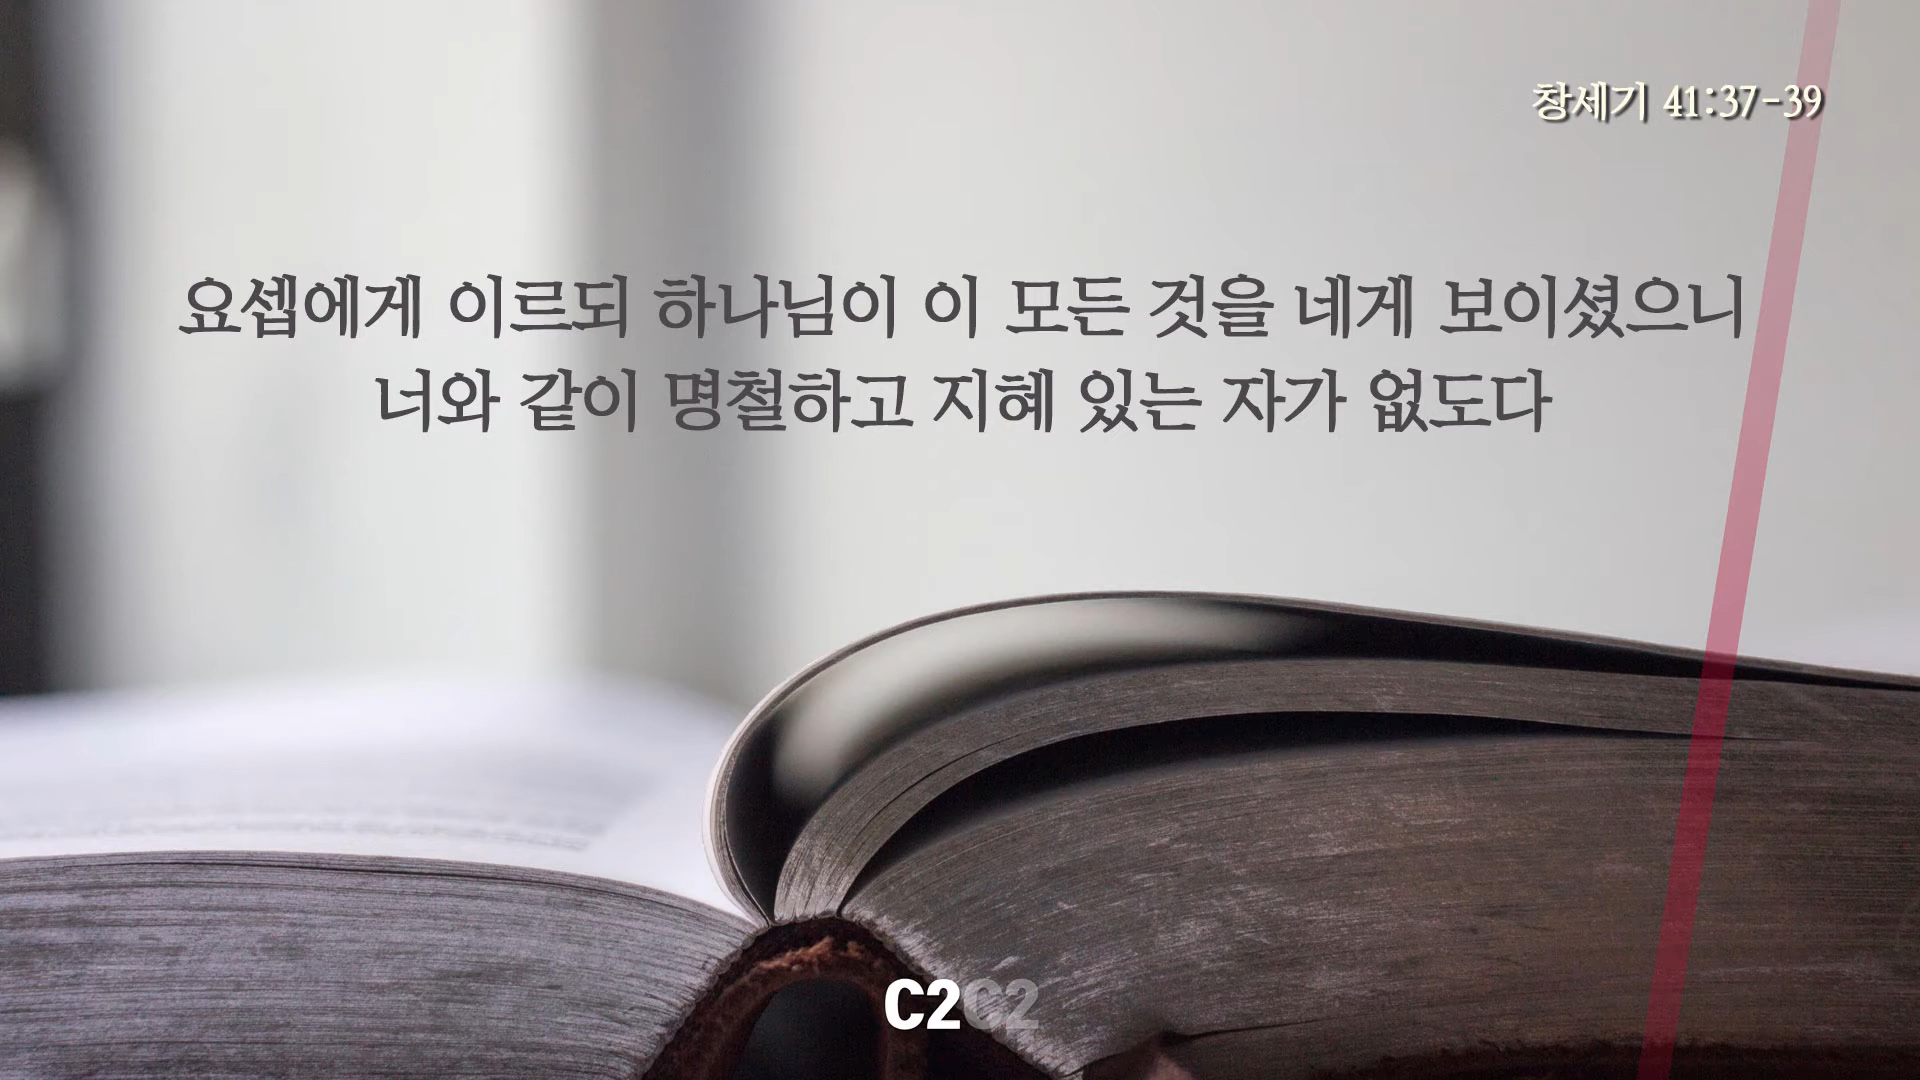 창세기 41:37-39
요셉에게 이르되 하나님이 이 모든 것을 네게 보이셨으니
너와 같이 명철하고 지혜 있는 자가 없도다
C2C2